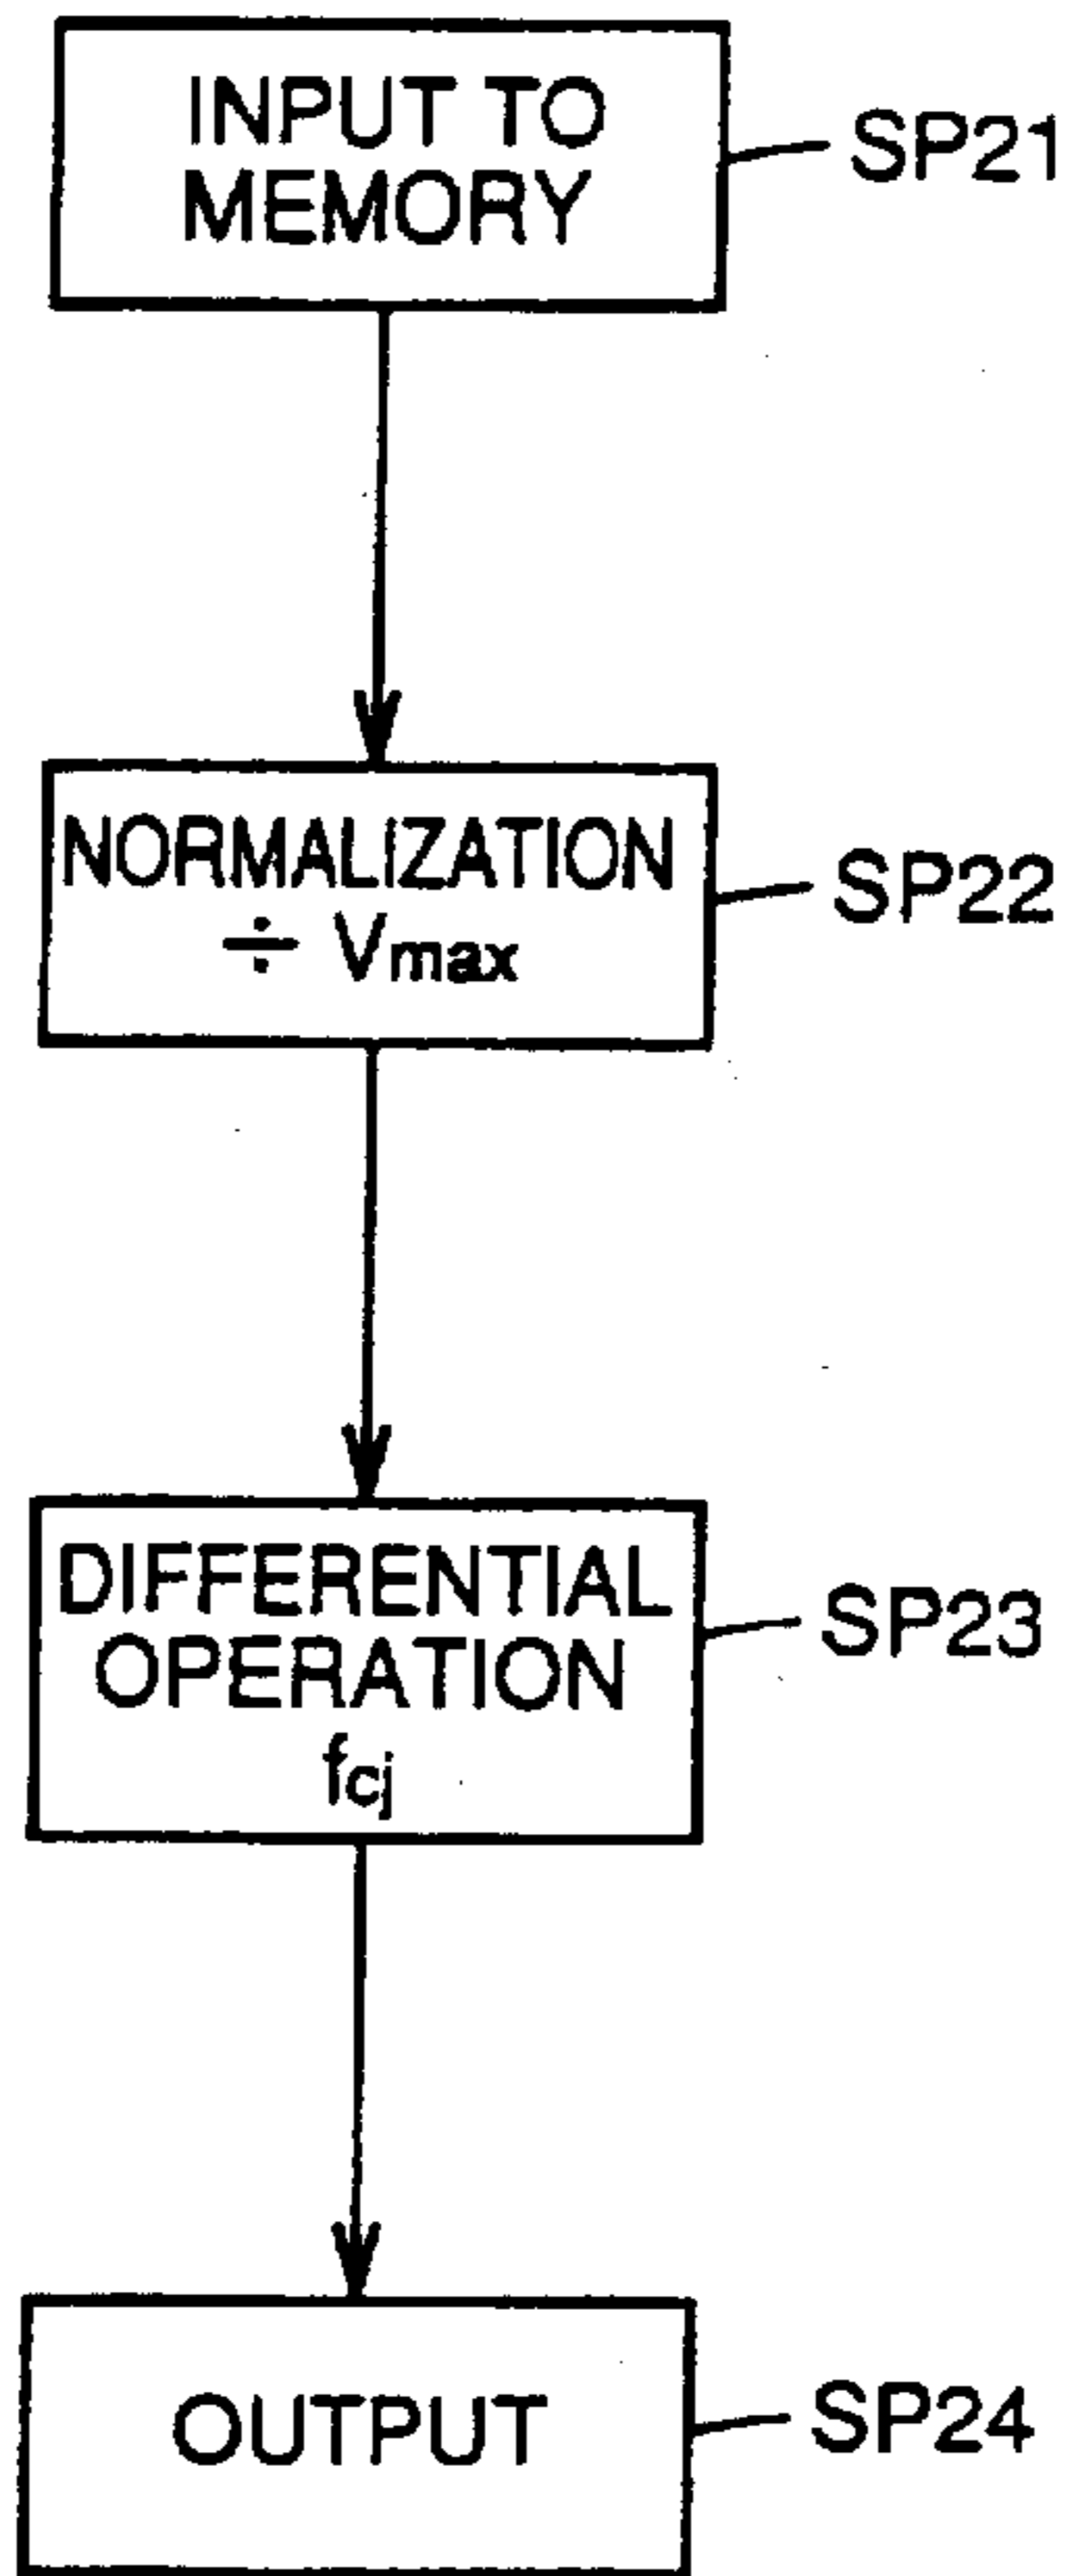 INPUT TO
MEMORY
SP21
NORMALIZATION
÷ Vmax
SP22
DIFFERENTIAL
OPERATION
fcj
SP23
OUTPUT
SP24